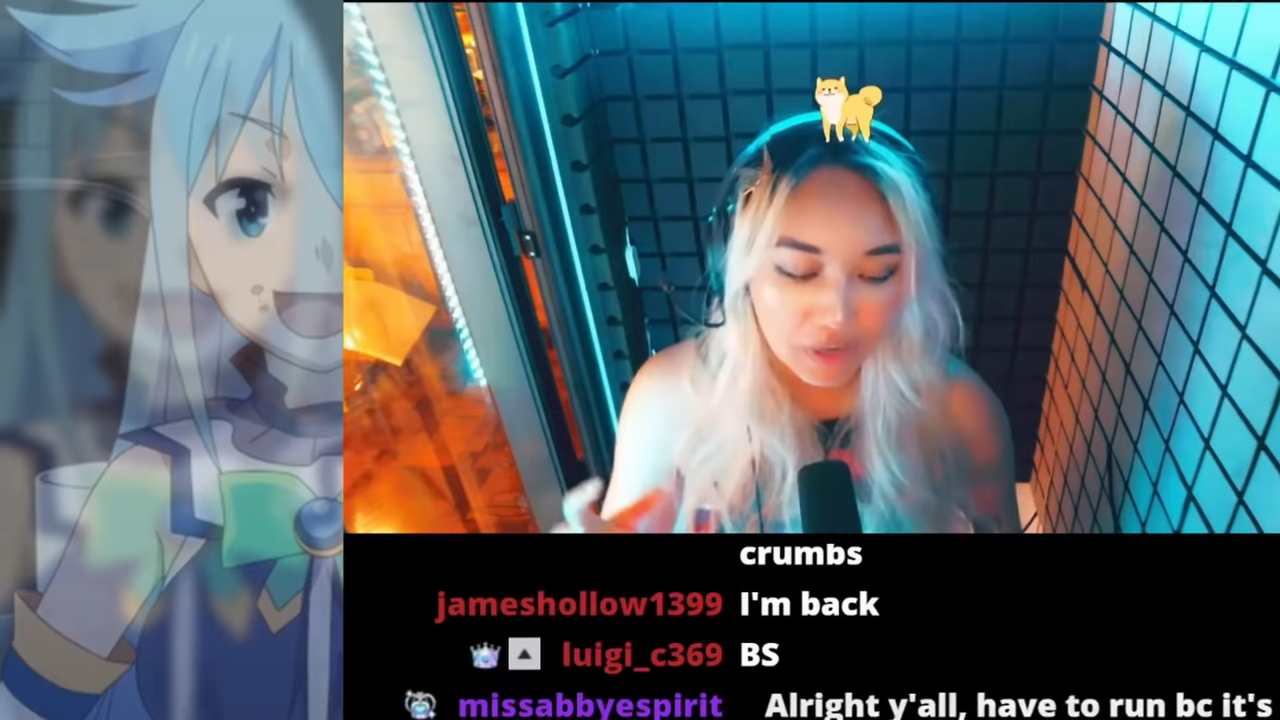 crumbs
jameshollow1399 I'm back
luigi_c369 BS
missabbyespirit Alright y'all, have to run bc it's